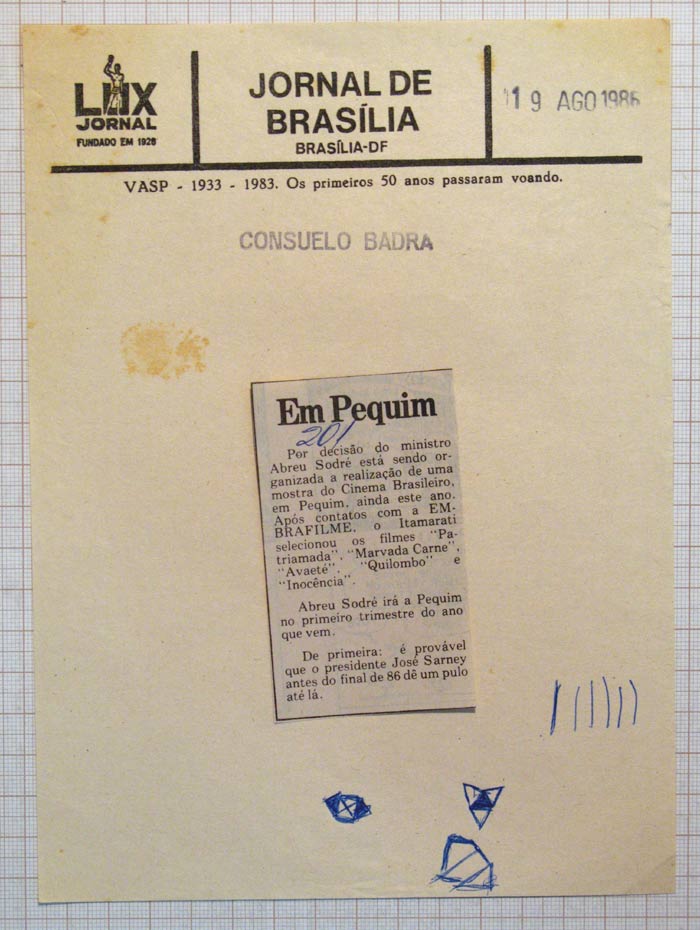 LUX
JORNAL
FUNDADO EM 1928
JORNAL DE
BRASÍLIA
BRASÍLIA-DF
19 AGO 1986
VASP - 1933 - 1983. Os primeiros 50 anos passaram voando.
CONSUELO BADRA
Em Pequim
201
Por decisão do ministro
Abreu Sodré está sendo or-
ganizada a realização de uma
mostra do Cinema Brasileiro,
em Pequim, ainda este ano.
Após contatos com a EM-
BRAFILME, o Itamarati
selecionou os filmes "Pa-
triamada", "Marvada Carne",
"Avaeté", "Quilombo" e
"Inocência".
Abreu Sodré irá a Pequim
no primeiro trimestre do ano
que vem.
De primeira: é provável
que o presidente José Sarney
antes do final de 86 dê um pulo
até lá.